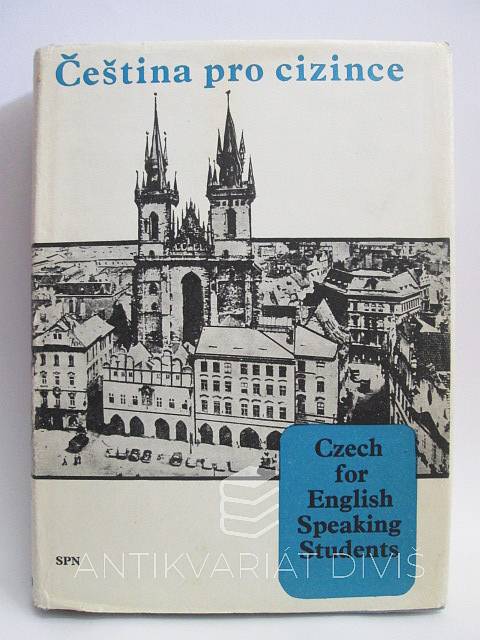 Čeština pro cizince
Czech
for
English
Speaking
Students
SPN
ANTIKVARIÁT DIVIŠ